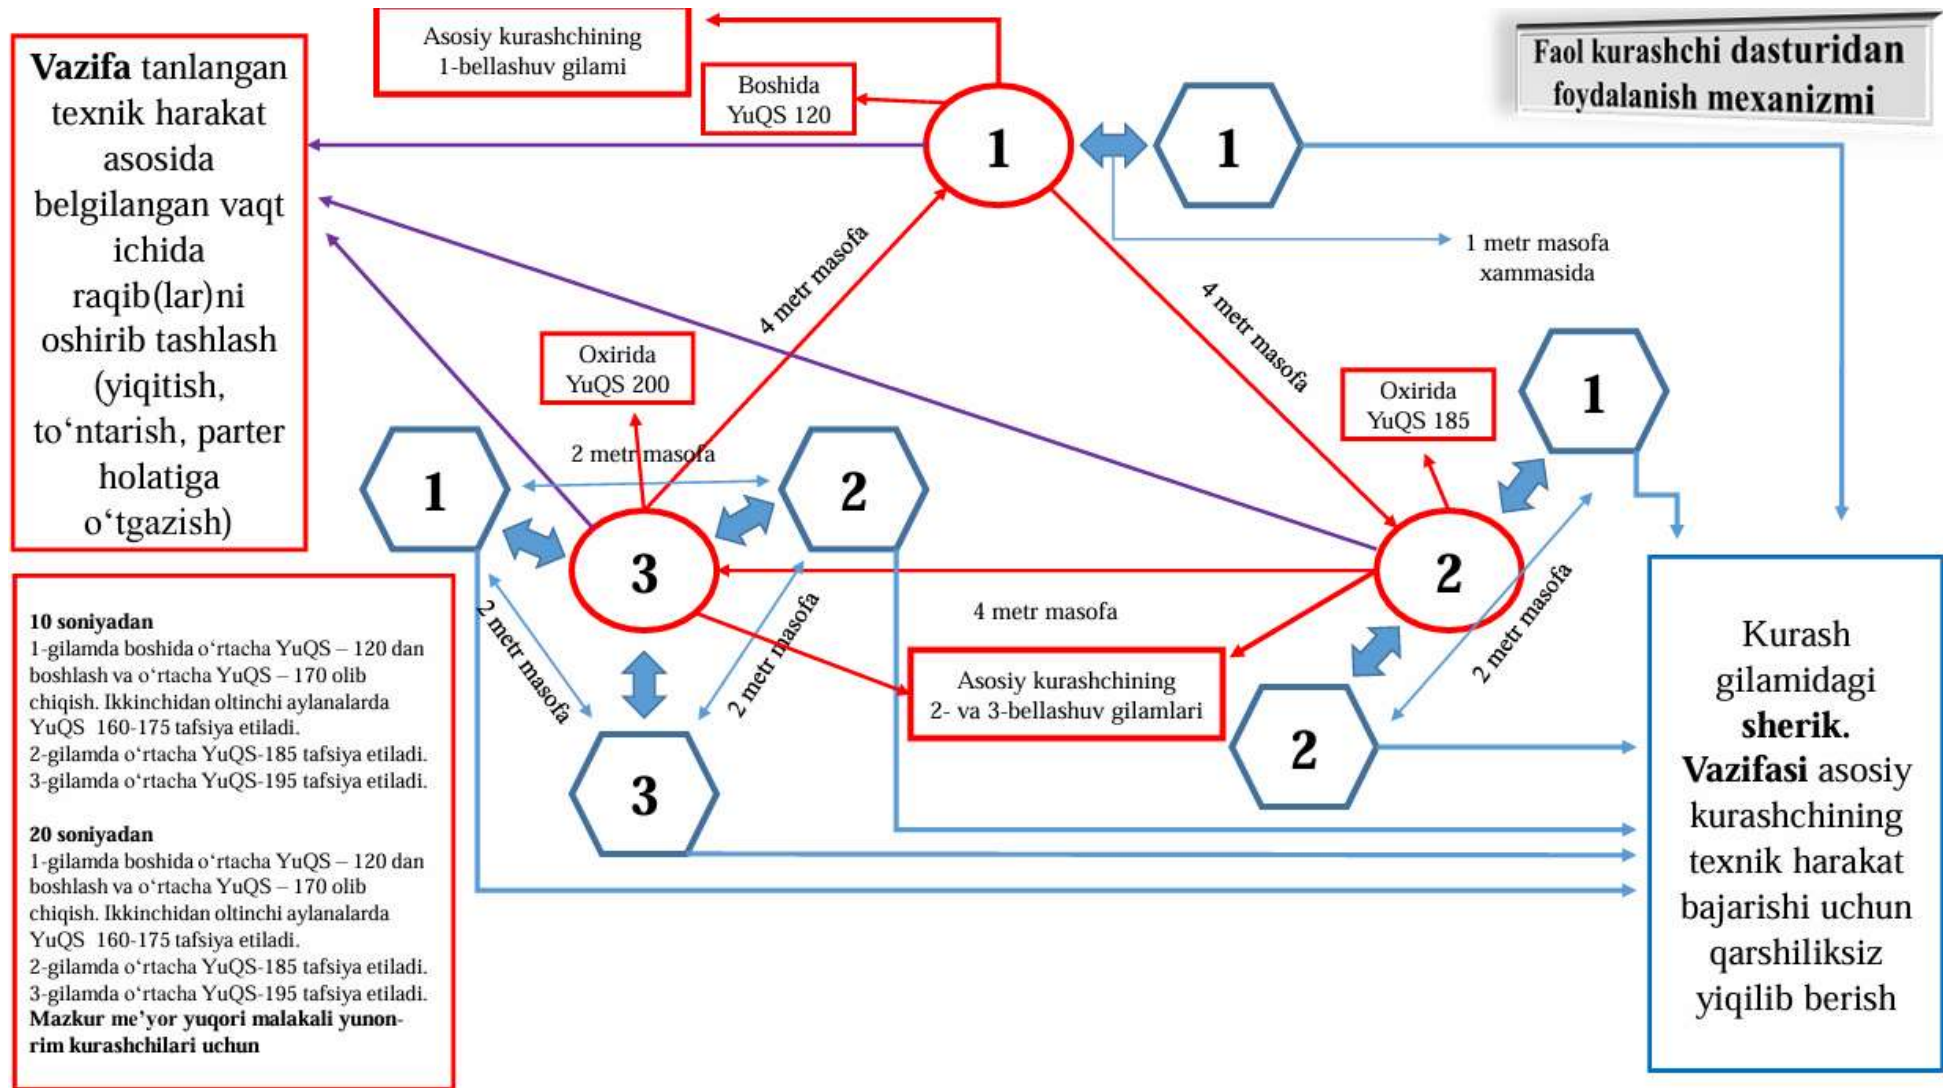 Faol kurashchi dasturidan
foydalanish mexanizmi
Vazifa tanlangan
texnik harakat
asosida
belgilangan vaqt
ichida
raqib(lar)ni
oshirib tashlash
(yiqitish,
to‘ntarish, parter
holatiga
o‘tgazish)
Asosiy kurashchining
1-bellashuv gilami
Boshida
YuQS 120
1
1
1 metr masofa
xammasida
4 metr masofa
4 metr masofa
Oxirida
YuQS 200
Oxirida
YuQS 185
1
2 metr masofa
1
2
3
2
2 metr masofa
2 metr masofa
4 metr masofa
2 metr masofa
Asosiy kurashchining
2- va 3-bellashuv gilamlari
2
3
10 soniyadan
1-gilamda boshida o‘rtacha YuQS – 120 dan
boshlash va o‘rtacha YuQS – 170 olib
chiqish. Ikkinchidan oltinchi aylanalarda
YuQS 160-175 tafsiya etiladi.
2-gilamda o‘rtacha YuQS-185 tafsiya etiladi.
3-gilamda o‘rtacha YuQS-195 tafsiya etiladi.
20 soniyadan
1-gilamda boshida o‘rtacha YuQS – 120 dan
boshlash va o‘rtacha YuQS – 170 olib
chiqish. Ikkinchidan oltinchi aylanalarda
YuQS 160-175 tafsiya etiladi.
2-gilamda o‘rtacha YuQS-185 tafsiya etiladi.
3-gilamda o‘rtacha YuQS-195 tafsiya etiladi.
Mazkur me’yor yuqori malakali yunon-
rim kurashchilari uchun
Kurash
gilamidagi
sherik.
Vazifasi asosiy
kurashchining
texnik harakat
bajarishi uchun
qarshiliksiz
yiqilib berish